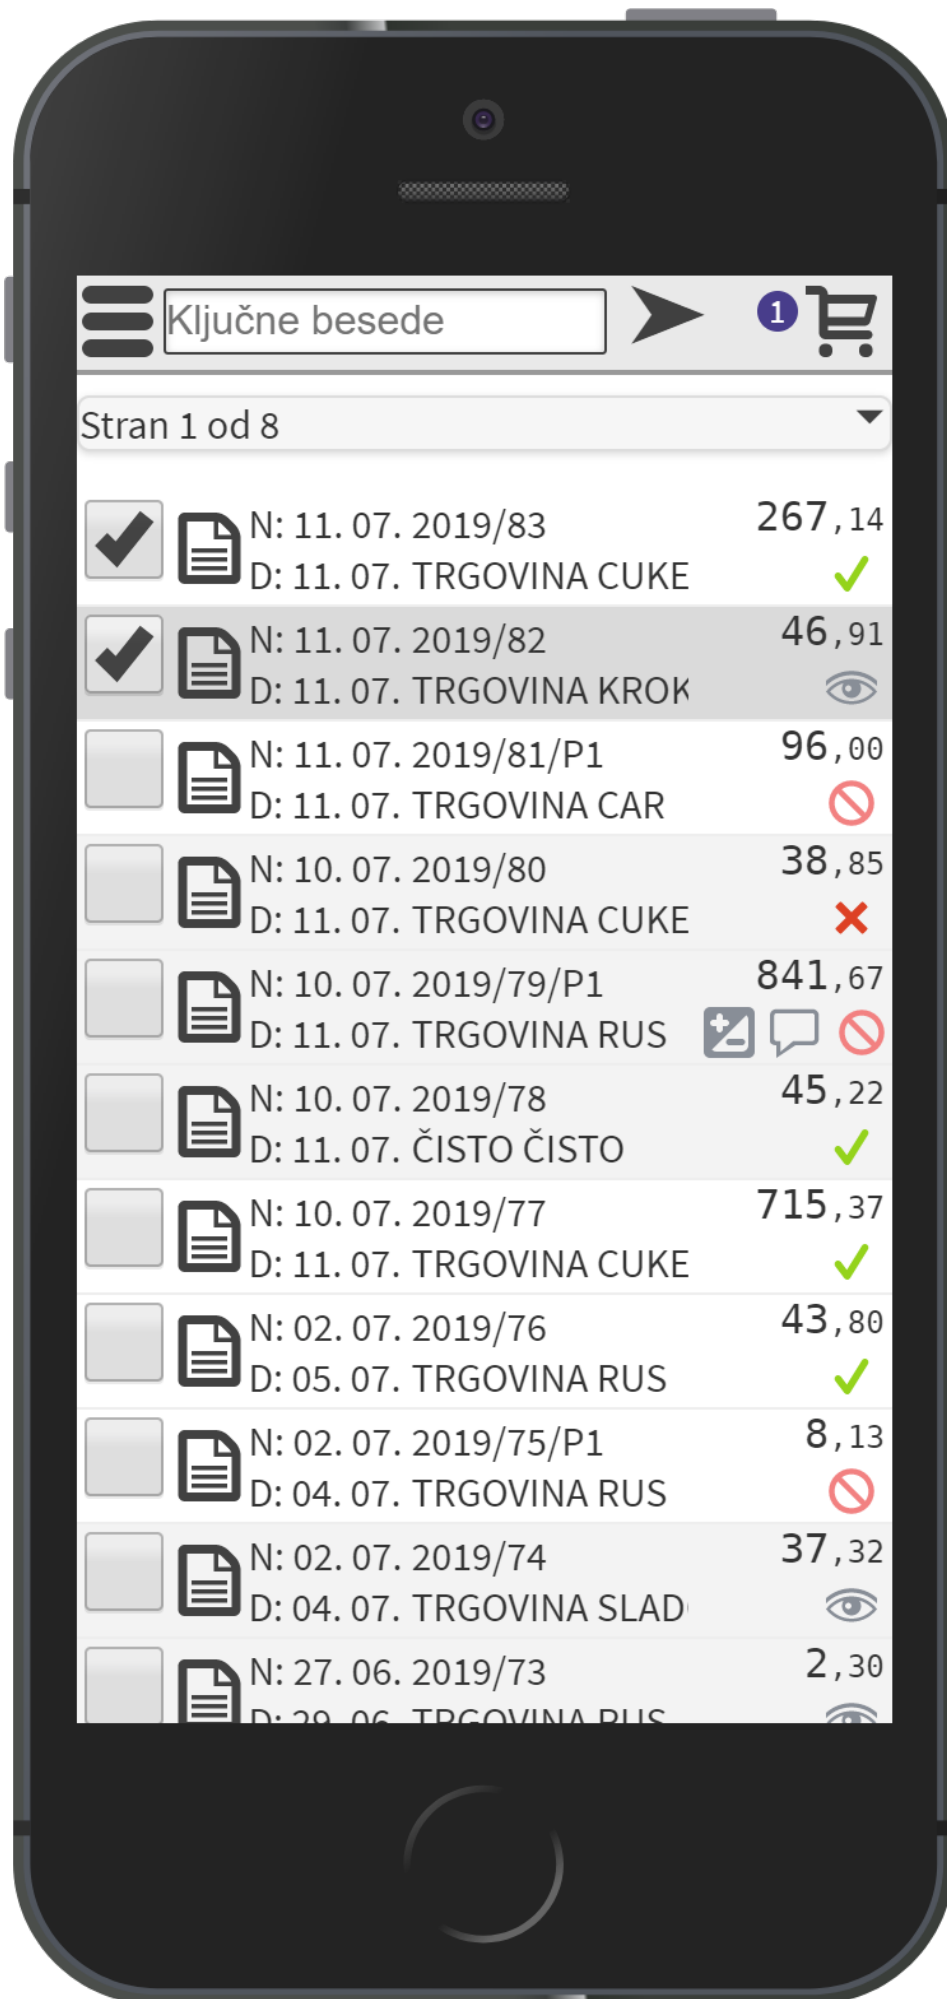 Ključne besede
1
Stran 1 od 8
N: 11. 07. 2019/83 267,14
D: 11. 07. TRGOVINA CUKE
N: 11. 07. 2019/82 46,91
D: 11. 07. TRGOVINA KROK
N: 11. 07. 2019/81/P1 96,00
D: 11. 07. TRGOVINA CAR
N: 10. 07. 2019/80 38,85
D: 11. 07. TRGOVINA CUKE
N: 10. 07. 2019/79/P1 841,67
D: 11. 07. TRGOVINA RUS
N: 10. 07. 2019/78 45,22
D: 11. 07. ČISTO ČISTO
N: 10. 07. 2019/77 715,37
D: 11. 07. TRGOVINA CUKE
N: 02. 07. 2019/76 43,80
D: 05. 07. TRGOVINA RUS
N: 02. 07. 2019/75/P1 8,13
D: 04. 07. TRGOVINA RUS
N: 02. 07. 2019/74 37,32
D: 04. 07. TRGOVINA SLAD
N: 27. 06. 2019/73 2,30
D: 29. 06. TRGOVINA RUS